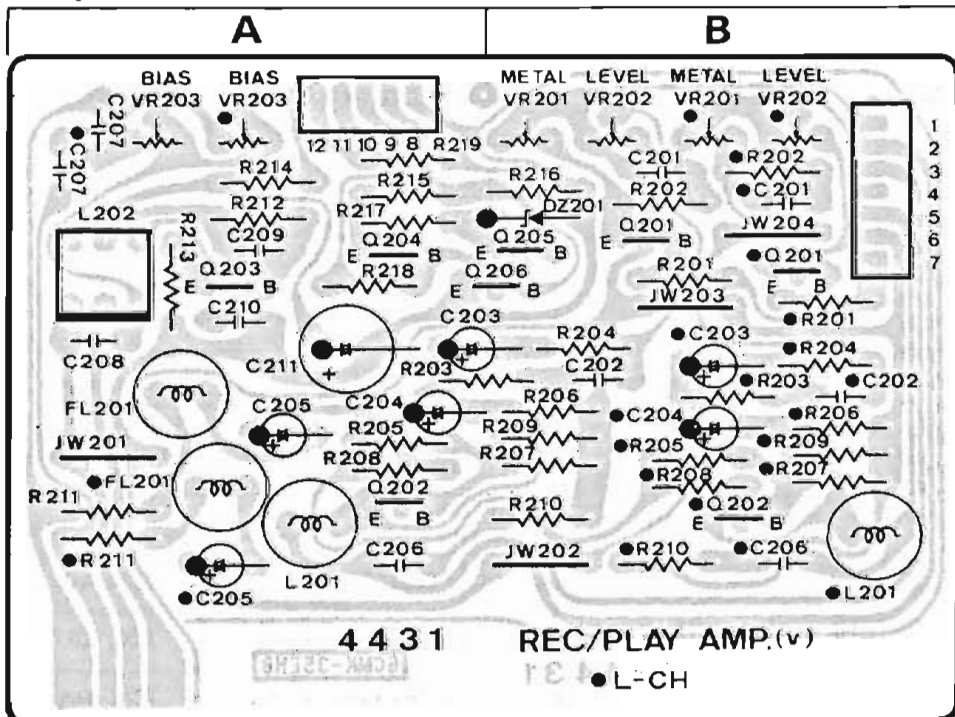 A B
BIAS BIAS METAL LEVEL METAL LEVEL
VR203 ●VR203 VR201 VR202 ●VR201 ●VR202
C207
●C207
12 11 10 9 8 R219
1
2
3
4
5
6
7
R214 R215 R216 C201 ●R202
R212 R217 DZ201 R202 ●C201
L202
C209 Q204 Q205 Q201 JW204
R213
E B E B E B
Q203 R218 Q206 R201 ●Q201
E B E B JW203 E B
C210 ●R201
C208 C211 C203 R204 ●C203 ●R204
R203 C202 ●R203 ●C202
FL201 C205 C204 R206 ●C204 ●R206
JW201 R205 R209 ●R205 ●R209
R208 R207 ●R208 ●R207
●FL201 Q202 ●Q202
R211 E B R210 E B
●R211 C206 JW202 ●R210 ●C206
●C205 L201 ●L201
4431 REC/PLAY AMP.(v)
●L-CH